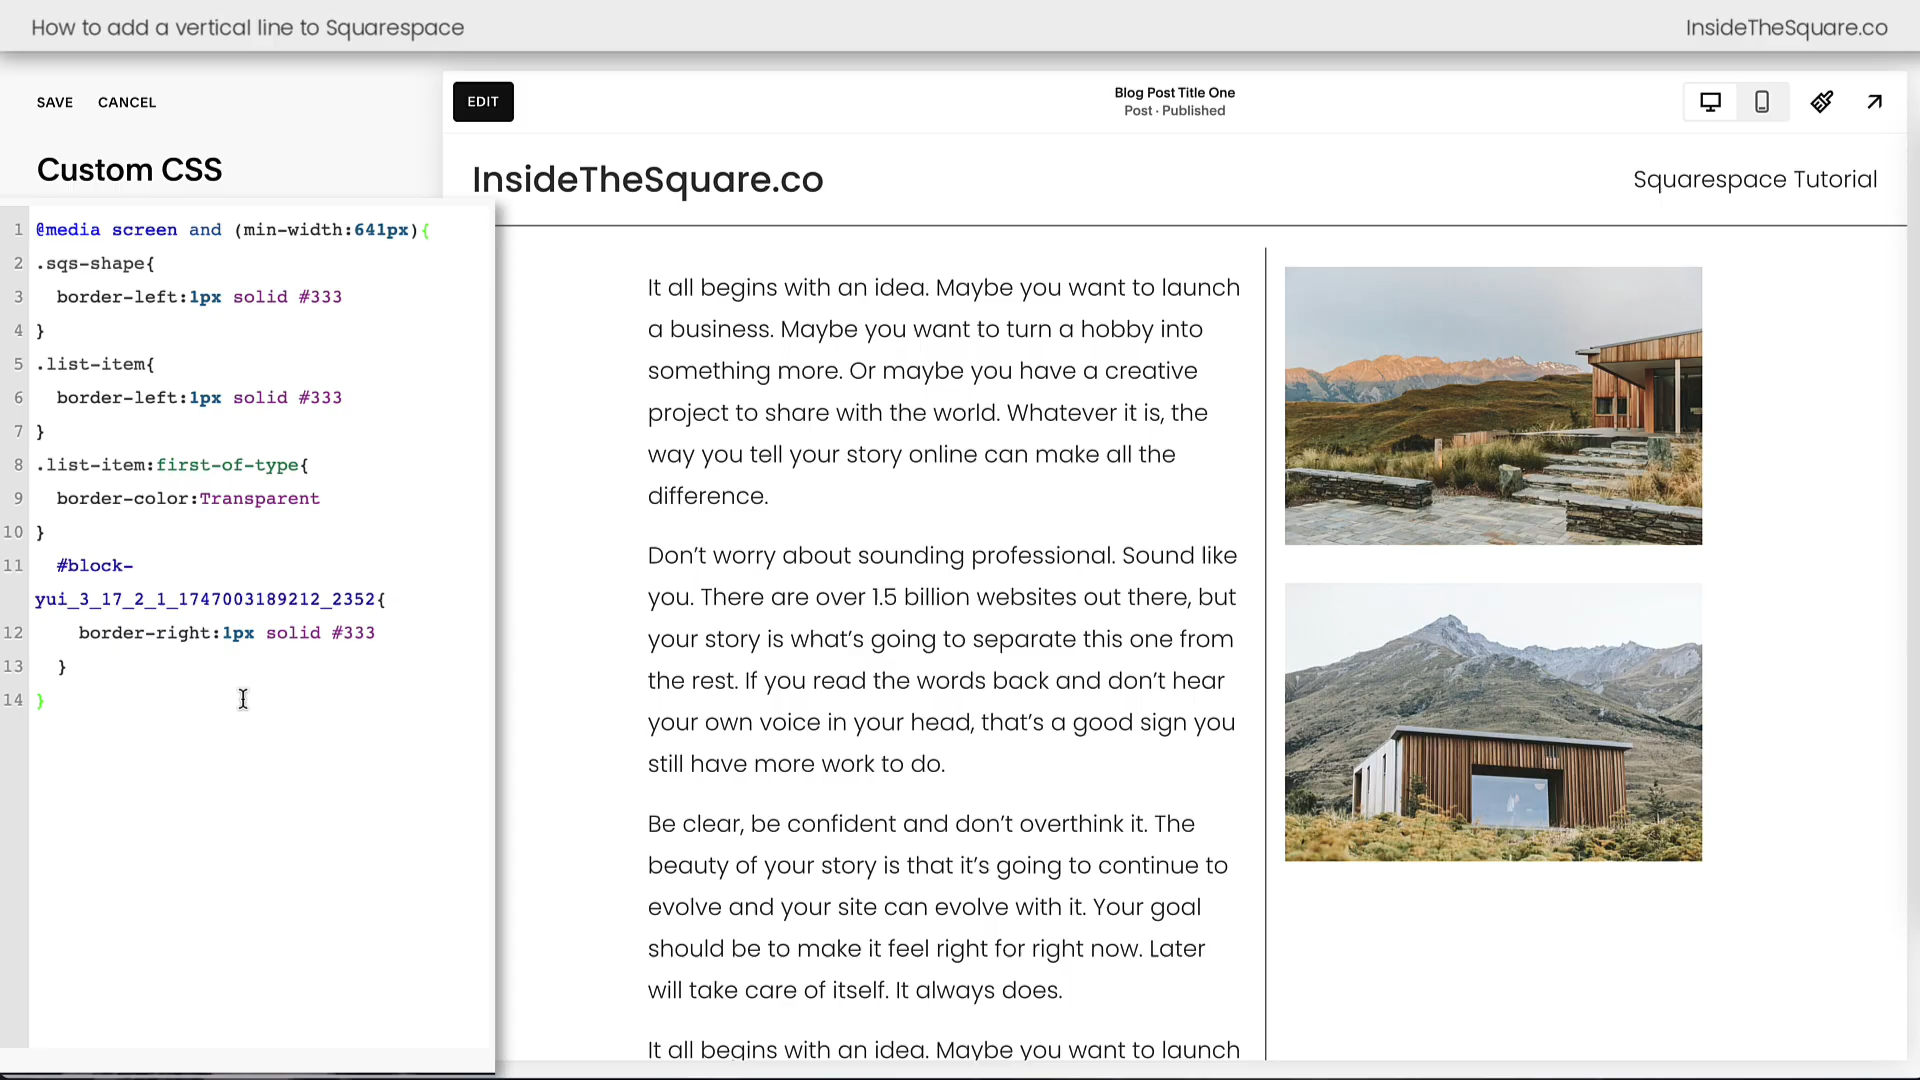 How to add a vertical line to Squarespace
InsideTheSquare.co
SAVE CANCEL
EDIT
Blog Post Title One
Post · Published
Custom CSS
InsideTheSquare.co
Squarespace Tutorial
1 @media screen and (min-width:641px){
2 .sqs-shape{
3 border-left:1px solid #333
4 }
5 .list-item{
6 border-left:1px solid #333
7 }
8 .list-item:first-of-type{
9 border-color:Transparent
10 }
11 #block-
yui_3_17_2_1_1747003189212_2352{
12 border-right:1px solid #333
13 }
14 }
It all begins with an idea. Maybe you want to launch
a business. Maybe you want to turn a hobby into
something more. Or maybe you have a creative
project to share with the world. Whatever it is, the
way you tell your story online can make all the
difference.
Don’t worry about sounding professional. Sound like
you. There are over 1.5 billion websites out there, but
your story is what’s going to separate this one from
the rest. If you read the words back and don’t hear
your own voice in your head, that’s a good sign you
still have more work to do.
Be clear, be confident and don’t overthink it. The
beauty of your story is that it’s going to continue to
evolve and your site can evolve with it. Your goal
should be to make it feel right for right now. Later
will take care of itself. It always does.
It all begins with an idea. Maybe you want to launch